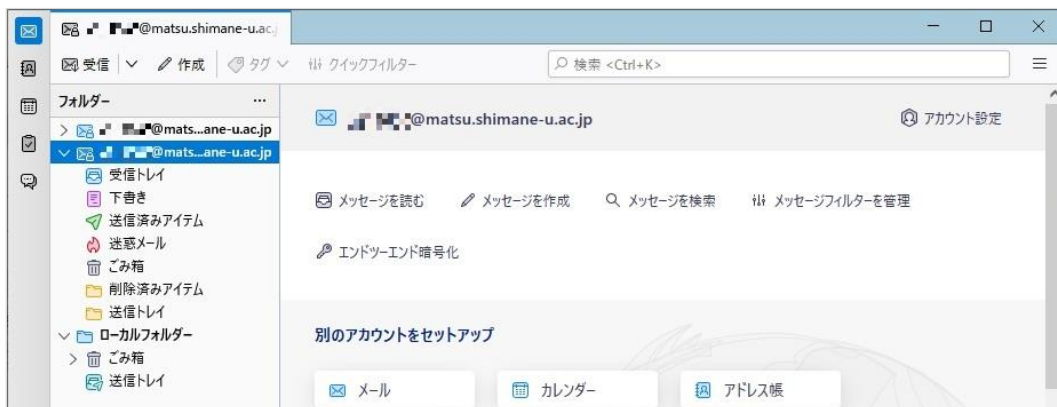 @matsu.shimane-u.ac.j
受信 作成 タグ クイックフィルター 検索 <Ctrl+K>
フォルダー ...
@mats...ane-u.ac.jp
@mats...ane-u.ac.jp
受信トレイ
下書き
送信済みアイテム
迷惑メール
ごみ箱
削除済みアイテム
送信トレイ
ローカルフォルダー
ごみ箱
送信トレイ
@matsu.shimane-u.ac.jp アカウント設定
メッセージを読む メッセージを作成 メッセージを検索 メッセージフィルターを管理
エンドツーエンド暗号化
別のアカウントをセットアップ
メール カレンダー アドレス帳